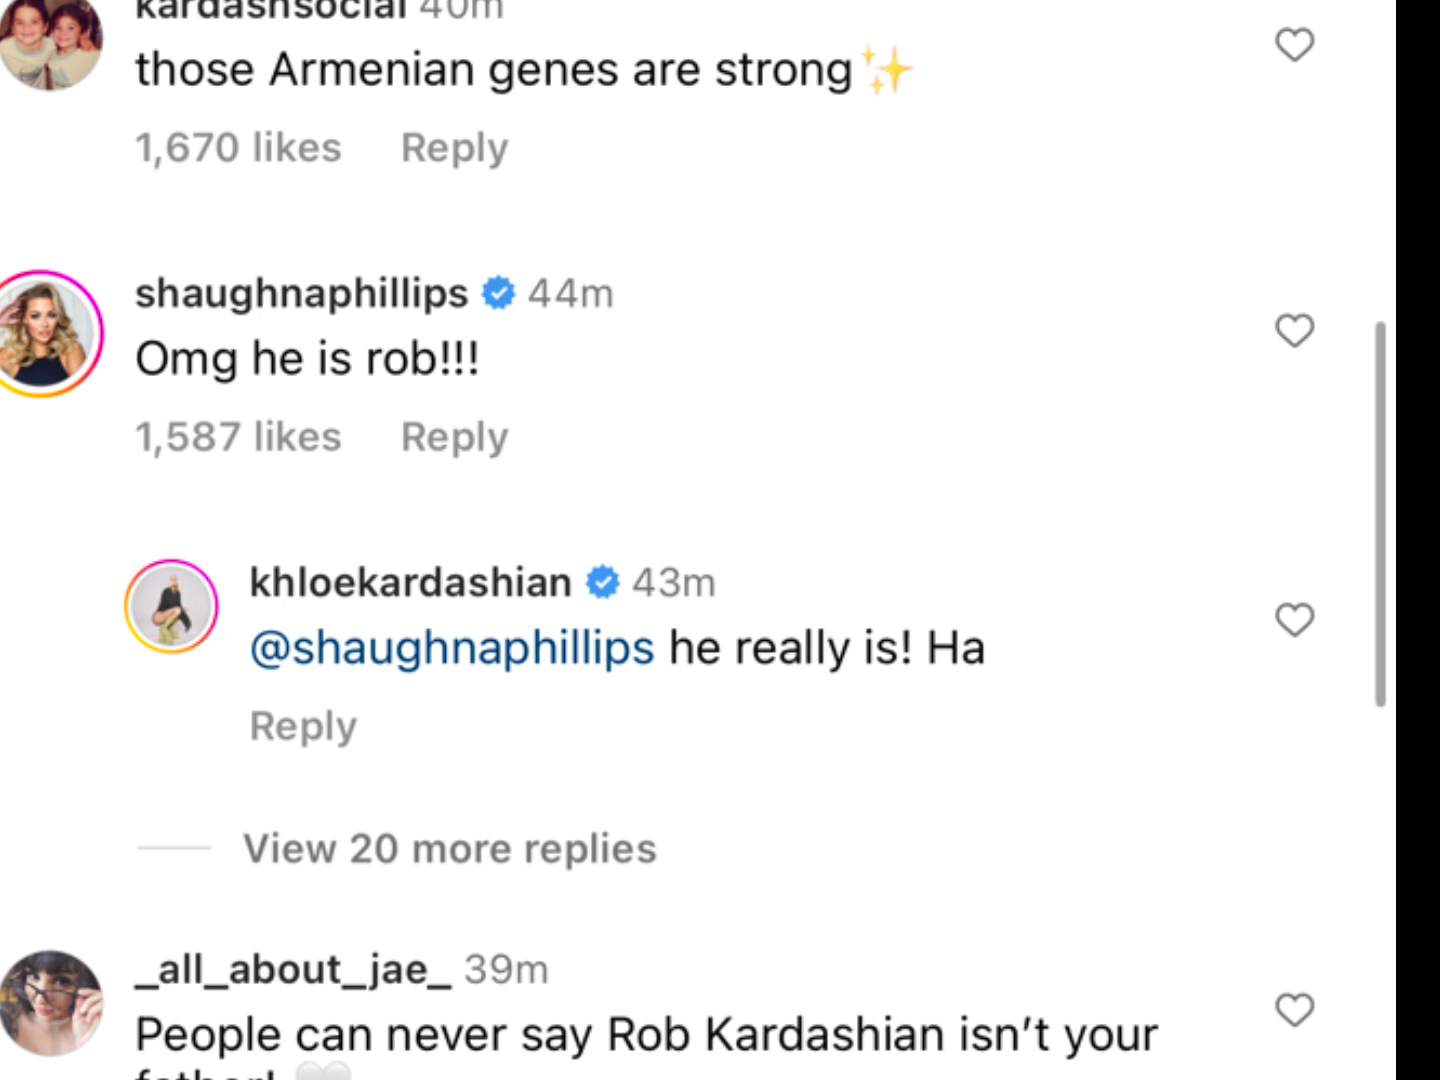 kardashsocial 40m
those Armenian genes are strong✨
1,670 likes Reply
shaughnaphillips 44m
Omg he is rob!!!
1,587 likes Reply
khloekardashian 43m
@shaughnaphillips he really is! Ha
Reply
View 20 more replies
_all_about_jae_ 39m
People can never say Rob Kardashian isn’t your
father! 🤍